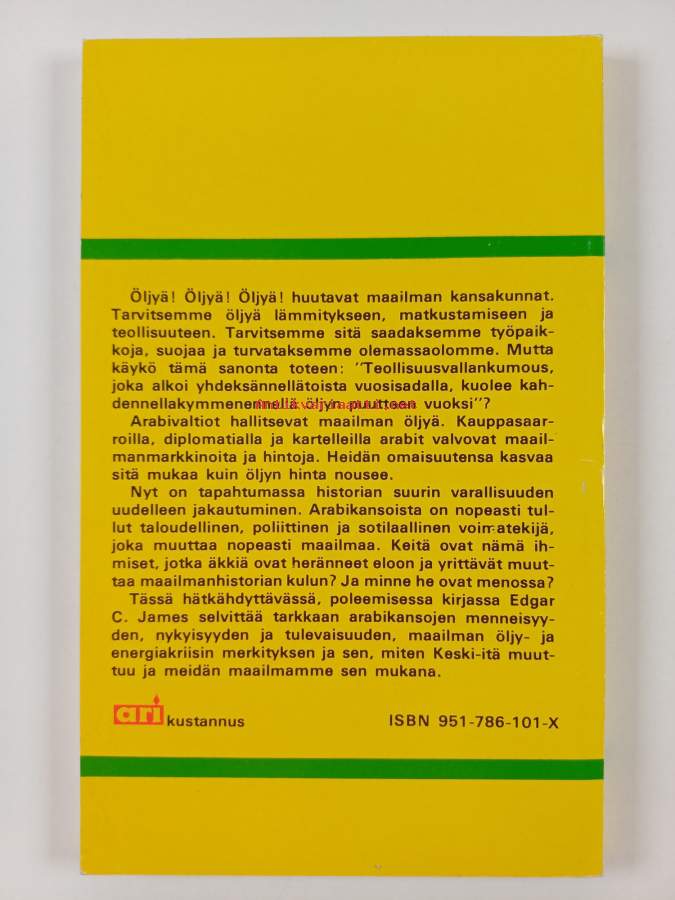 Öljyä! Öljyä! Öljyä! huutavat maailman kansakunnat.
Tarvitsemme öljyä lämmitykseen, matkustamiseen ja
teollisuuteen. Tarvitsemme sitä saadaksemme työpaik-
koja, suojaa ja turvataksemme olemassaolomme. Mutta
käykö tämä sanonta toteen: "Teollisuusvallankumous,
joka alkoi yhdeksännellätoista vuosisadalla, kuolee kah-
dennellakymmenennellä öljyn puutteen vuoksi"?
Arabivaltiot hallitsevat maailman öljyä. Kauppasaar-
roilla, diplomatialla ja kartelleilla arabit valvovat maail-
manmarkkinoita ja hintoja. Heidän omaisuutensa kasvaa
sitä mukaa kuin öljyn hinta nousee.
Nyt on tapahtumassa historian suurin varallisuuden
uudelleen jakautuminen. Arabikansoista on nopeasti tul-
lut taloudellinen, poliittinen ja sotilaallinen voimatekijä,
joka muuttaa nopeasti maailmaa. Keitä ovat nämä ih-
miset, jotka äkkiä ovat heränneet eloon ja yrittävät muut-
taa maailmanhistorian kulun? Ja minne he ovat menossa?
Tässä hätkähdyttävässä, poleemisessa kirjassa Edgar
C. James selvittää tarkkaan arabikansojen menneisyy-
den, nykyisyyden ja tulevaisuuden, maailman öljy- ja
energiakriisin merkityksen ja sen, miten Keski-itä muut-
tuu ja meidän maailmamme sen mukana.
ari kustannus
ISBN 951-786-101-X